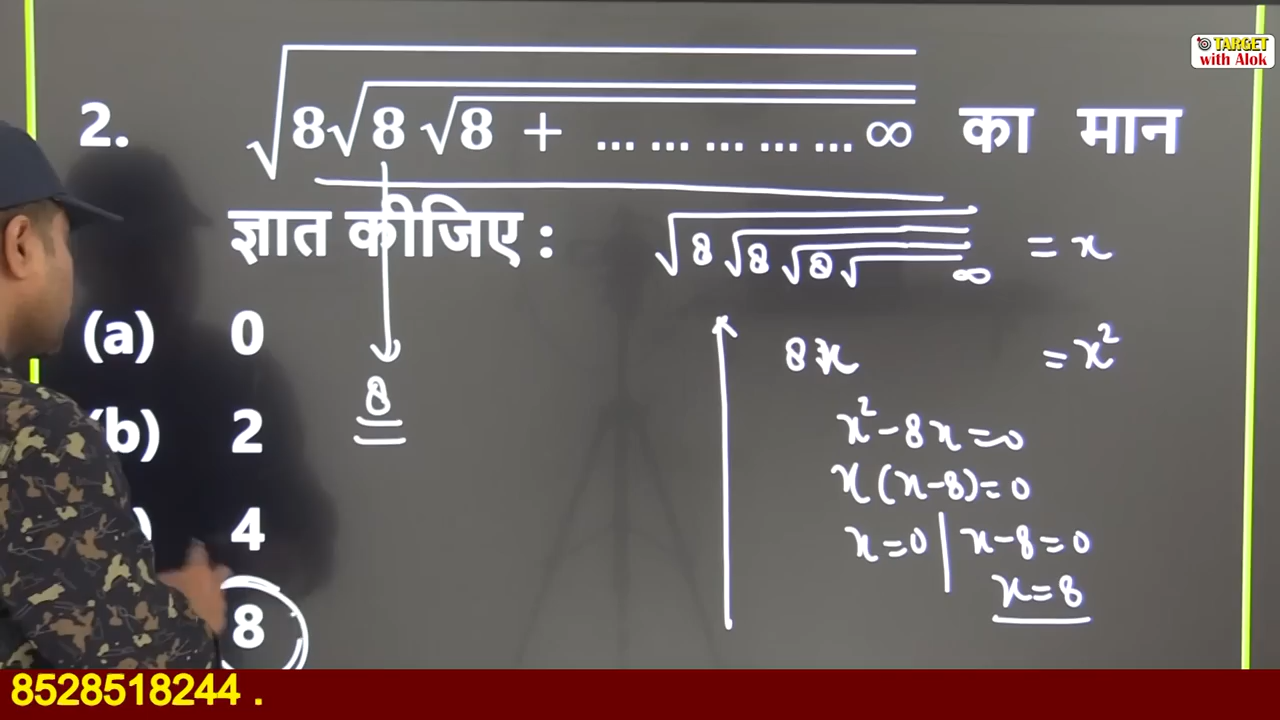 TARGET
with Alok
2. √8√8 √8 + ... ... ... ... ... ∞ का मान
ज्ञात कीजिए :
√8√8√8√ ∞ = x
(a) 0
8x = x²
8
(b) 2
x² - 8x = 0
x(x-8) = 0
4
x = 0 | x-8 = 0
x = 8
8
8528518244 .